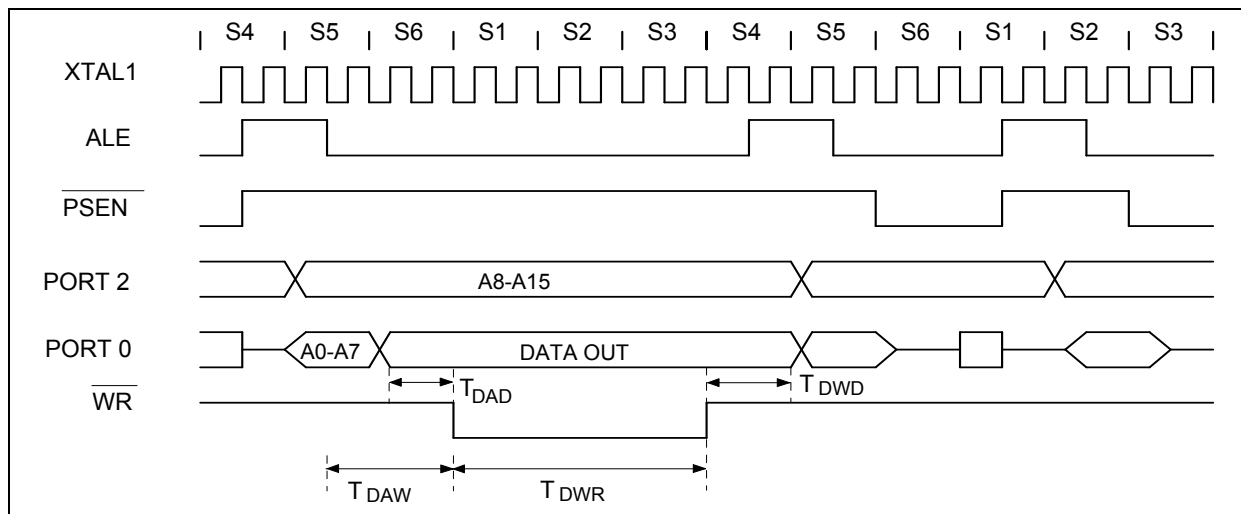 S4 S5 S6 S1 S2 S3 S4 S5 S6 S1 S2 S3
XTAL1
ALE
PSEN
PORT 2 A8-A15
PORT 0 A0-A7 DATA OUT
WR TDAD TDWD
TDAW TDWR